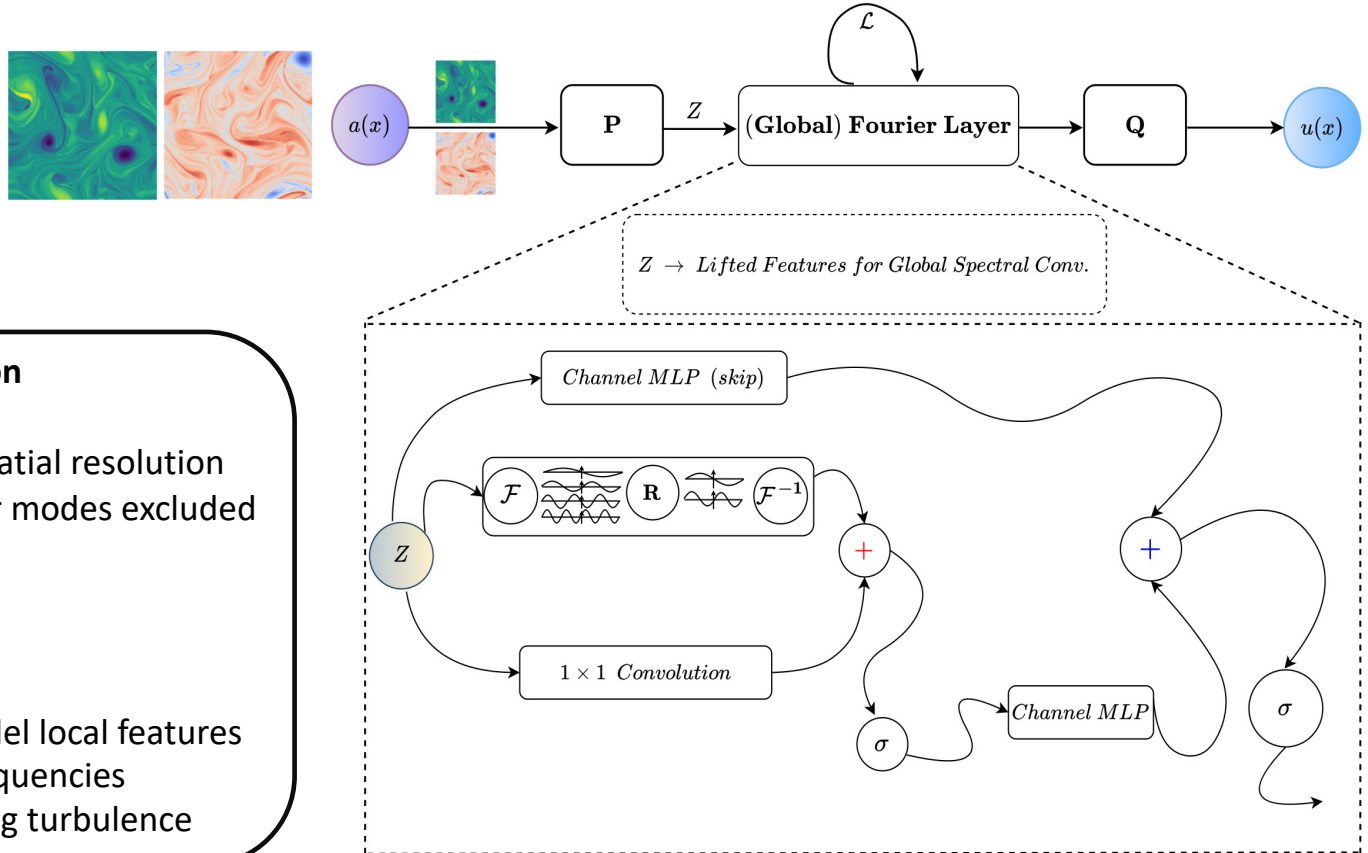 ℒ
a(x)
P
Z
(Global) Fourier Layer
Q
u(x)
Z → Lifted Features for Global Spectral Conv.
on
atial resolution
r modes excluded
del local features
quencies
g turbulence
Channel MLP (skip)
ℱ
R
ℱ⁻¹
Z
+
+
1 × 1 Convolution
σ
Channel MLP
σ